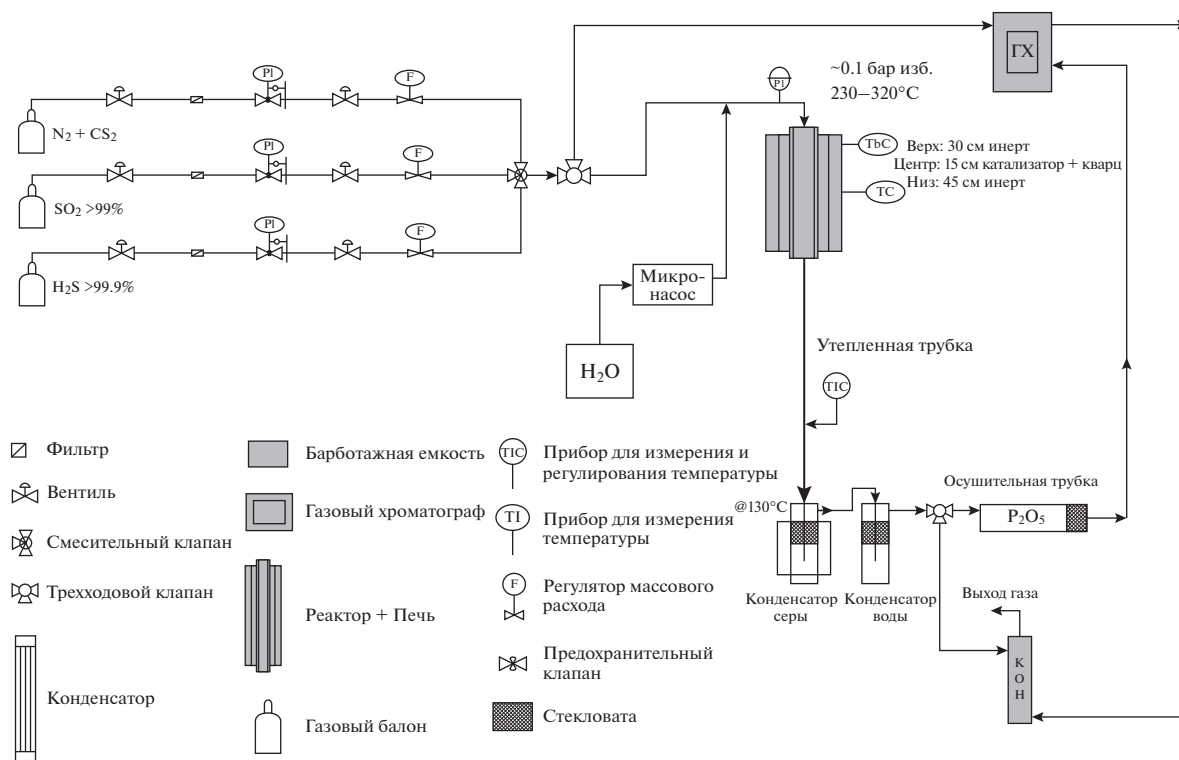 ГХ
PI
F
N2 + CS2
PI
F
SO2 >99%
PI
F
H2S >99.9%
PI
~0.1 бар изб.
230–320°C
TbC
TC
Верх: 30 см инерт
Центр: 15 см катализатор + кварц
Низ: 45 см инерт
Микро-
насос
H2O
Утепленная трубка
TIC
@130°C
Конденсатор
серы
Конденсатор
воды
Осушительная трубка
P2O5
Выход газа
К
О
Н
Фильтр
Вентиль
Смесительный клапан
Трехходовой клапан
Конденсатор
Барботажная емкость
Газовый хроматограф
Реактор + Печь
Газовый балон
TIC
Прибор для измерения и
регулирования температуры
TI
Прибор для измерения
температуры
F
Регулятор массового
расхода
Предохранительный
клапан
Стекловата